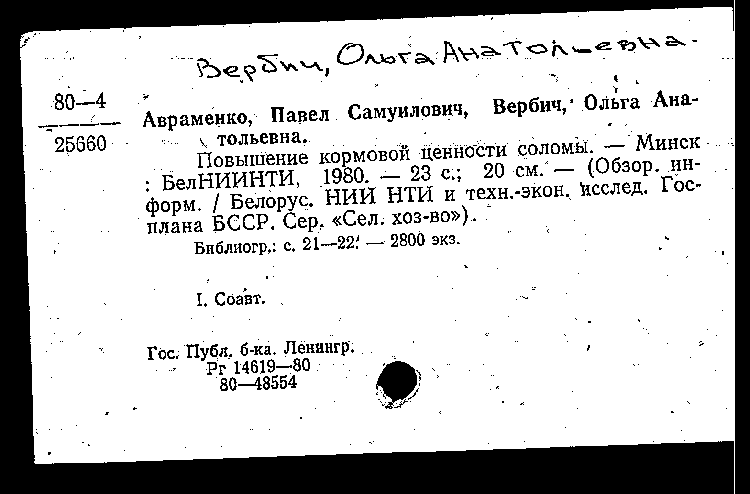 Вербич, Ольга Анатольевна.
80—4
25660
Авраменко, Павел Самуилович, Вербич, Ольга Ана-
тольевна.
Повышение кормовой ценности соломы. — Минск
: БелНИИНТИ, 1980. — 23 с.; 20 см. — (Обзор. ин-
форм. / Белорус. НИИ НТИ и техн.-экон. исслед. Гос-
плана БССР. Сер. «Сел. хоз-во»).
Библиогр.: с. 21—22. — 2800 экз.
I. Соавт.
Гос. Публ. б-ка. Ленингр.
Рг 14619—80
80—48554